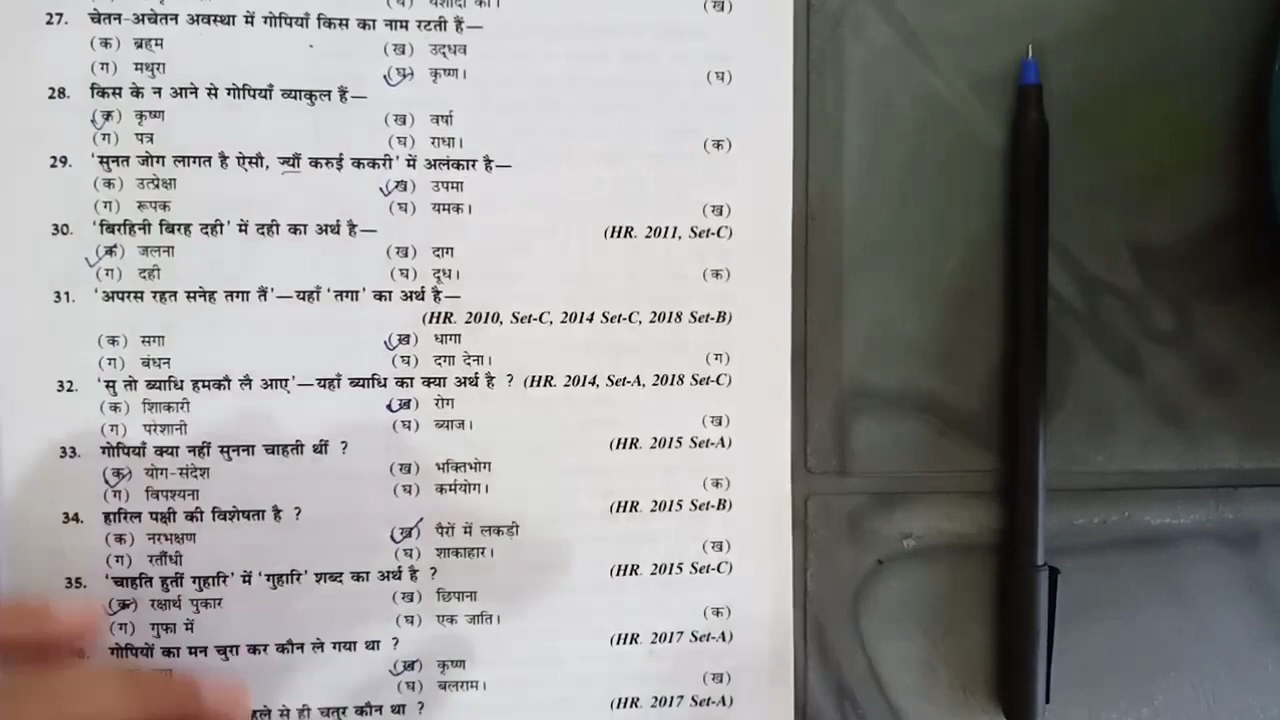 (घ) यशोदा का। (ख)
27. चेतन-अचेतन अवस्था में गोपियाँ किस का नाम रटती हैं—
(क) ब्रह्म (ख) उद्धव
(ग) मथुरा (घ) कृष्ण। (घ)
28. किस के न आने से गोपियाँ व्याकुल हैं—
(क) कृष्ण (ख) वर्षा
(ग) पत्र (घ) राधा। (क)
29. 'सुनत जोग लागत है ऐसौ, ज्यौं करुई ककरी' में अलंकार है—
(क) उत्प्रेक्षा (ख) उपमा
(ग) रूपक (घ) यमक। (ख)
30. 'बिरहिनी बिरह दही' में दही का अर्थ है— (HR. 2011, Set-C)
(क) जलना (ख) दाग
(ग) दही (घ) दूध। (क)
31. 'अपरस रहत सनेह तगा तैं'—यहाँ 'तगा' का अर्थ है—
(HR. 2010, Set-C, 2014 Set-C, 2018 Set-B)
(क) सगा (ख) धागा
(ग) बंधन (घ) दगा देना। (ग)
32. 'सु तो ब्याधि हमकौ लै आए'—यहाँ ब्याधि का क्या अर्थ है ? (HR. 2014, Set-A, 2018 Set-C)
(क) शिकारी (ख) रोग
(ग) परेशानी (घ) ब्याज। (ख)
33. गोपियाँ क्या नहीं सुनना चाहती थीं ? (HR. 2015 Set-A)
(क) योग-संदेश (ख) भक्तिभोग
(ग) विपश्यना (घ) कर्मयोग। (क)
34. हारिल पक्षी की विशेषता है ? (HR. 2015 Set-B)
(क) नरभक्षण (ख) पैरों में लकड़ी
(ग) रतौंधी (घ) शाकाहार। (ख)
35. 'चाहति हुतीं गुहारि' में 'गुहारि' शब्द का अर्थ है ? (HR. 2015 Set-C)
(क) रक्षार्थ पुकार (ख) छिपाना
(ग) गुफा में (घ) एक जाति। (क)
गोपियों का मन चुरा कर कौन ले गया था ? (HR. 2017 Set-A)
(ख) कृष्ण
(घ) बलराम। (ख)
हले से ही चतुर कौन था ? (HR. 2017 Set-A)